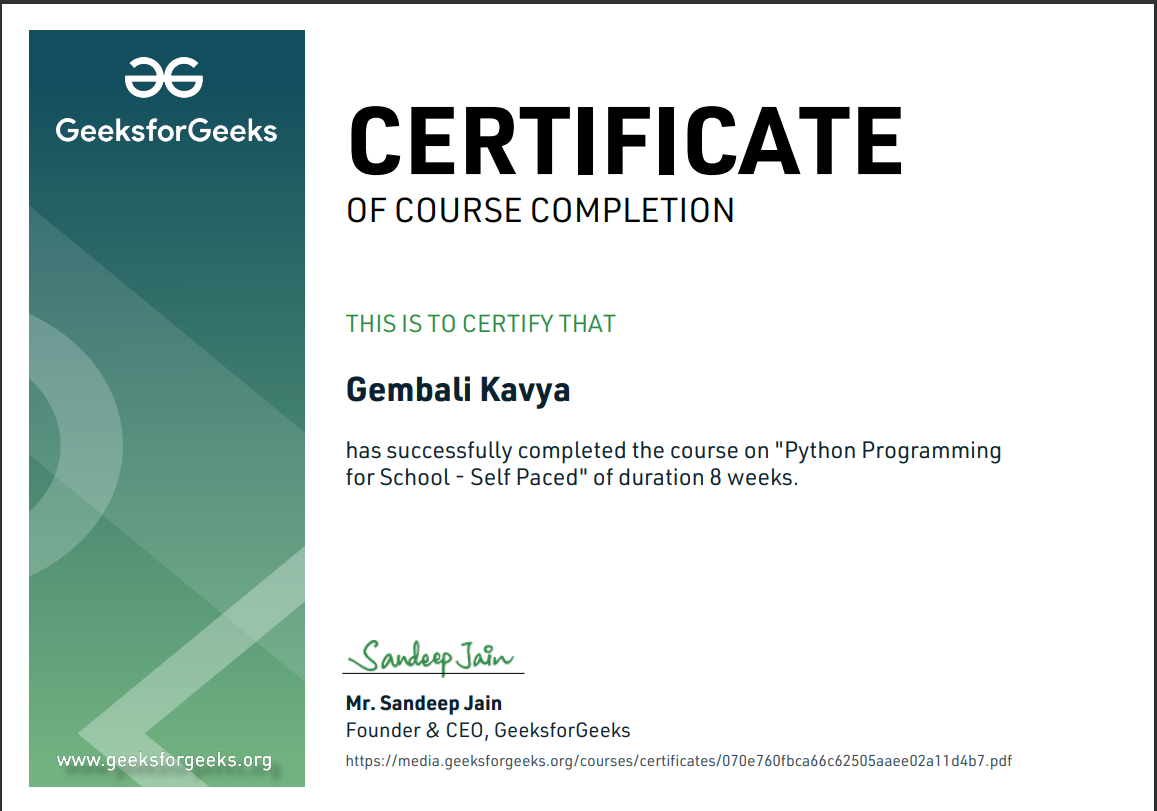 GeeksforGeeks
CERTIFICATE
OF COURSE COMPLETION
THIS IS TO CERTIFY THAT
Gembali Kavya
has successfully completed the course on "Python Programming
for School - Self Paced" of duration 8 weeks.
Sandeep Jain
Mr. Sandeep Jain
Founder & CEO, GeeksforGeeks
https://media.geeksforgeeks.org/courses/certificates/070e760fbca66c62505aaee02a11d4b7.pdf
www.geeksforgeeks.org